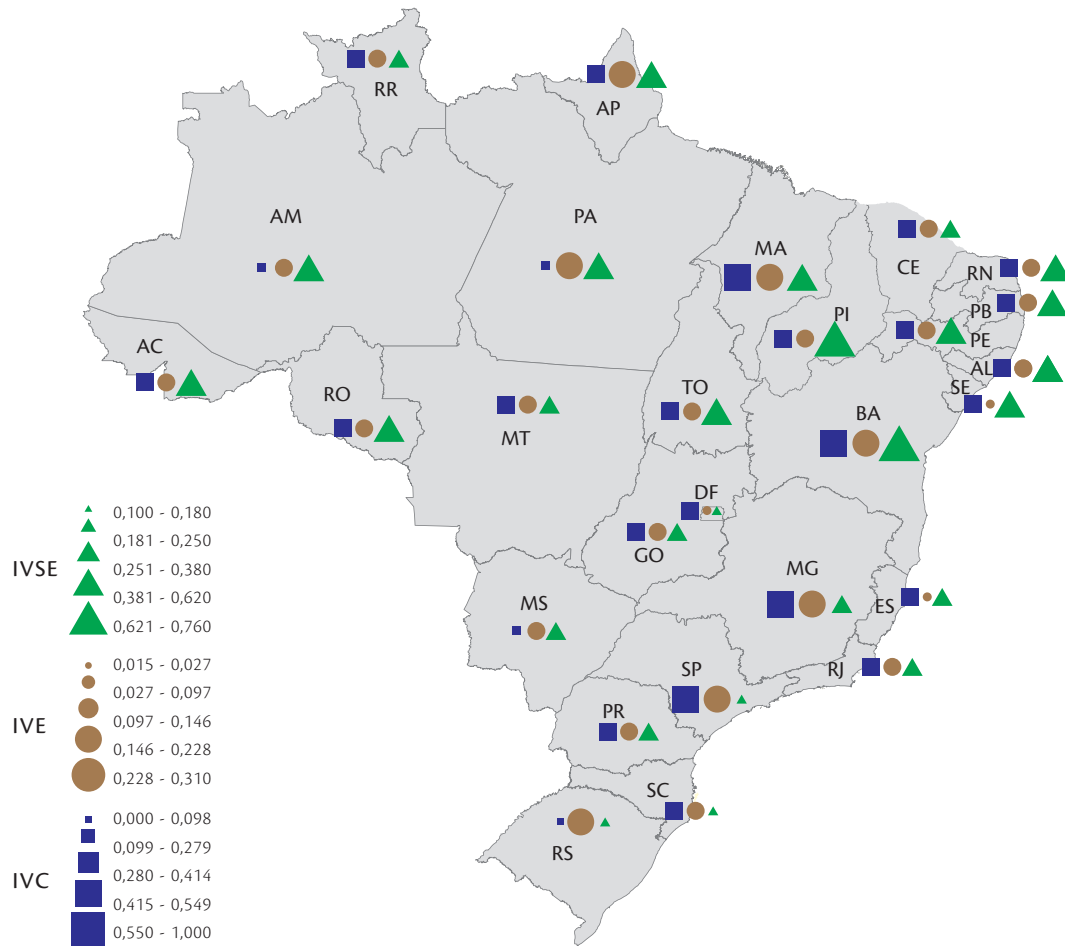 RR
AP
AM
PA
MA
CE
RN
PB
PI
PE
AC
AL
SE
RO
TO
MT
BA
DF
GO
MG
MS
ES
SP
RJ
PR
SC
RS
IVSE
0,100 - 0,180
0,181 - 0,250
0,251 - 0,380
0,381 - 0,620
0,621 - 0,760
IVE
0,015 - 0,027
0,027 - 0,097
0,097 - 0,146
0,146 - 0,228
0,228 - 0,310
IVC
0,000 - 0,098
0,099 - 0,279
0,280 - 0,414
0,415 - 0,549
0,550 - 1,000